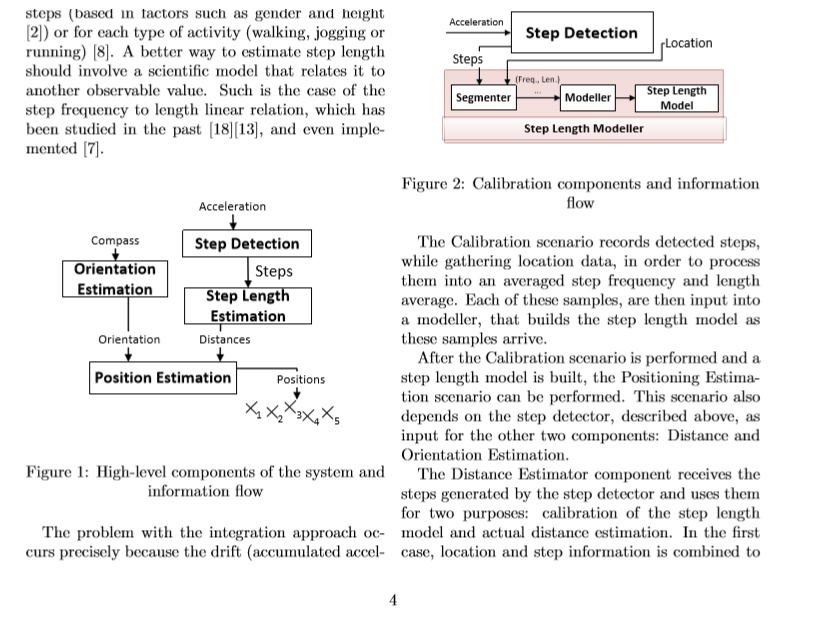 steps (based in factors such as gender and height
[2]) or for each type of activity (walking, jogging or
running) [8]. A better way to estimate step length
should involve a scientific model that relates it to
another observable value. Such is the case of the
step frequency to length linear relation, which has
been studied in the past [18][13], and even imple-
mented [7].
Acceleration
Compass
Step Detection
Orientation
Estimation
Steps
Step Length
Estimation
Orientation
Distances
Position Estimation
Positions
X1 X2 X3 X4 X5
Figure 1: High-level components of the system and
information flow
The problem with the integration approach oc-
curs precisely because the drift (accumulated accel-
Acceleration
Step Detection
Location
Steps
(Freq., Len.)
...
Segmenter
Modeller
Step Length
Model
Step Length Modeller
Figure 2: Calibration components and information
flow
The Calibration scenario records detected steps,
while gathering location data, in order to process
them into an averaged step frequency and length
average. Each of these samples, are then input into
a modeller, that builds the step length model as
these samples arrive.
After the Calibration scenario is performed and a
step length model is built, the Positioning Estima-
tion scenario can be performed. This scenario also
depends on the step detector, described above, as
input for the other two components: Distance and
Orientation Estimation.
The Distance Estimator component receives the
steps generated by the step detector and uses them
for two purposes: calibration of the step length
model and actual distance estimation. In the first
case, location and step information is combined to
4